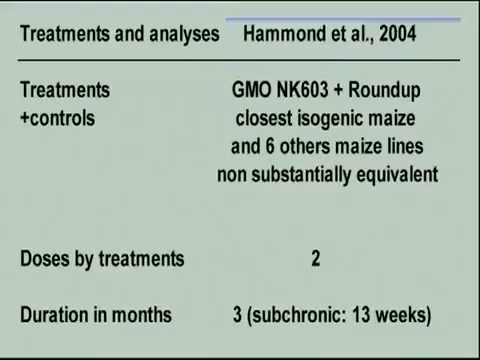 Treatments and analyses Hammond et al., 2004
Treatments GMO NK603 + Roundup
+controls closest isogenic maize
and 6 others maize lines
non substantially equivalent
Doses by treatments 2
Duration in months 3 (subchronic: 13 weeks)